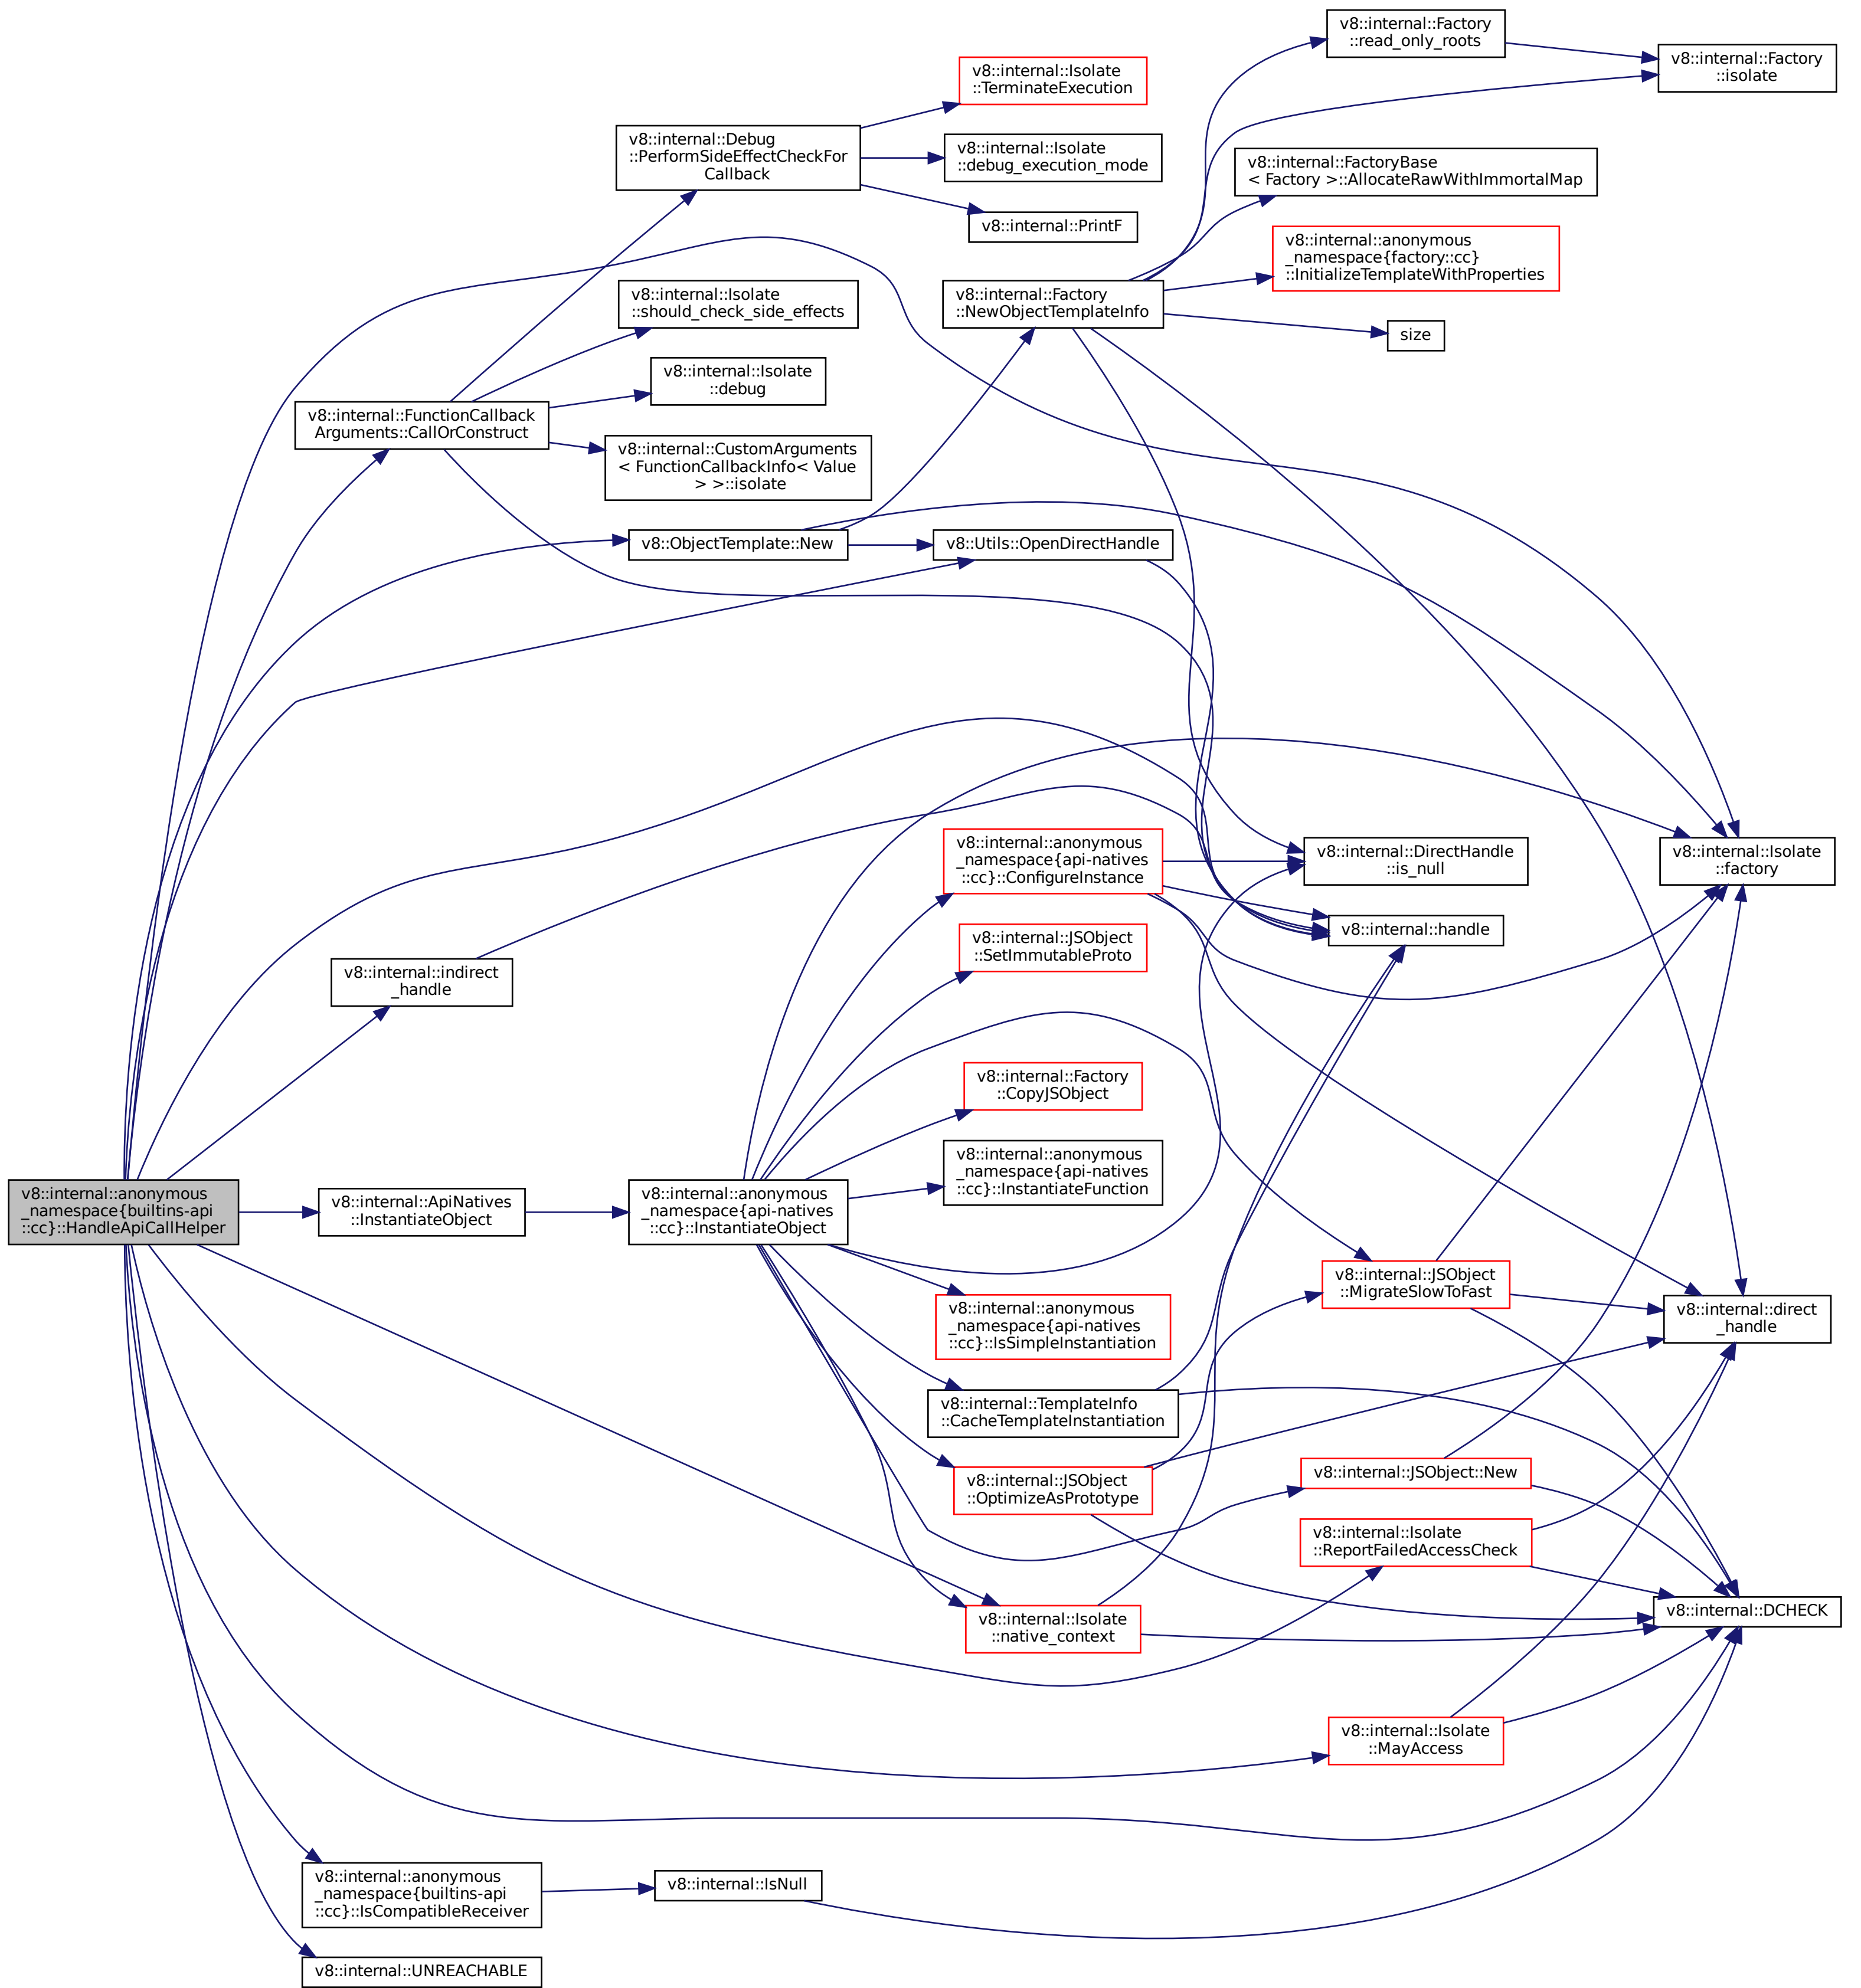 v8::internal::Factory
::read_only_roots
v8::internal::Factory
::isolate
v8::internal::Isolate
::TerminateExecution
v8::internal::Debug
::PerformSideEffectCheckFor
Callback
v8::internal::Isolate
::debug_execution_mode
v8::internal::FactoryBase
< Factory >::AllocateRawWithImmortalMap
v8::internal::PrintF
v8::internal::anonymous
_namespace{factory::cc}
::InitializeTemplateWithProperties
v8::internal::Isolate
::should_check_side_effects
v8::internal::Factory
::NewObjectTemplateInfo
size
v8::internal::Isolate
::debug
v8::internal::FunctionCallback
Arguments::CallOrConstruct
v8::internal::CustomArguments
< FunctionCallbackInfo< Value
> >::isolate
v8::ObjectTemplate::New
v8::Utils::OpenDirectHandle
v8::internal::anonymous
_namespace{api-natives
::cc}::ConfigureInstance
v8::internal::DirectHandle
::is_null
v8::internal::Isolate
::factory
v8::internal::handle
v8::internal::JSObject
::SetImmutableProto
v8::internal::indirect
_handle
v8::internal::Factory
::CopyJSObject
v8::internal::anonymous
_namespace{api-natives
::cc}::InstantiateFunction
v8::internal::anonymous
_namespace{builtins-api
::cc}::HandleApiCallHelper
v8::internal::ApiNatives
::InstantiateObject
v8::internal::anonymous
_namespace{api-natives
::cc}::InstantiateObject
v8::internal::JSObject
::MigrateSlowToFast
v8::internal::direct
_handle
v8::internal::anonymous
_namespace{api-natives
::cc}::IsSimpleInstantiation
v8::internal::TemplateInfo
::CacheTemplateInstantiation
v8::internal::JSObject
::OptimizeAsPrototype
v8::internal::JSObject::New
v8::internal::Isolate
::ReportFailedAccessCheck
v8::internal::Isolate
::native_context
v8::internal::DCHECK
v8::internal::Isolate
::MayAccess
v8::internal::anonymous
_namespace{builtins-api
::cc}::IsCompatibleReceiver
v8::internal::IsNull
v8::internal::UNREACHABLE